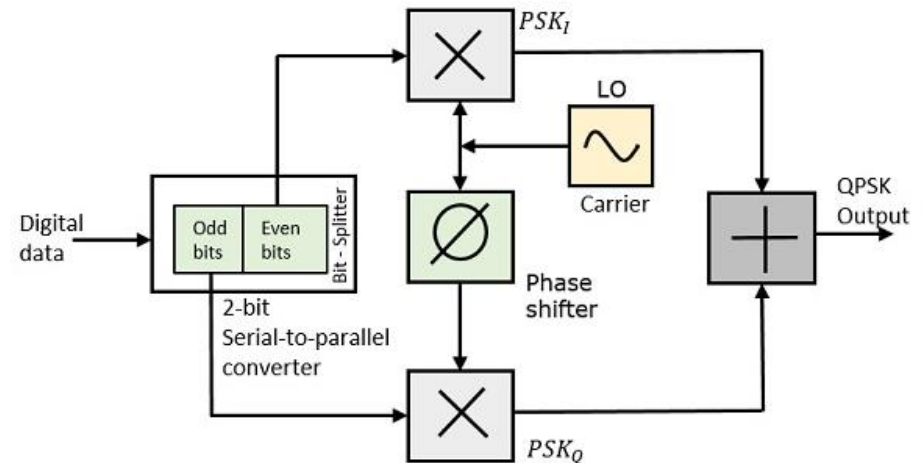 PSK_I
LO
Carrier
Digital
data
Odd
bits
Even
bits
Bit - Splitter
2-bit
Serial-to-parallel
converter
Phase
shifter
QPSK
Output
PSK_Q